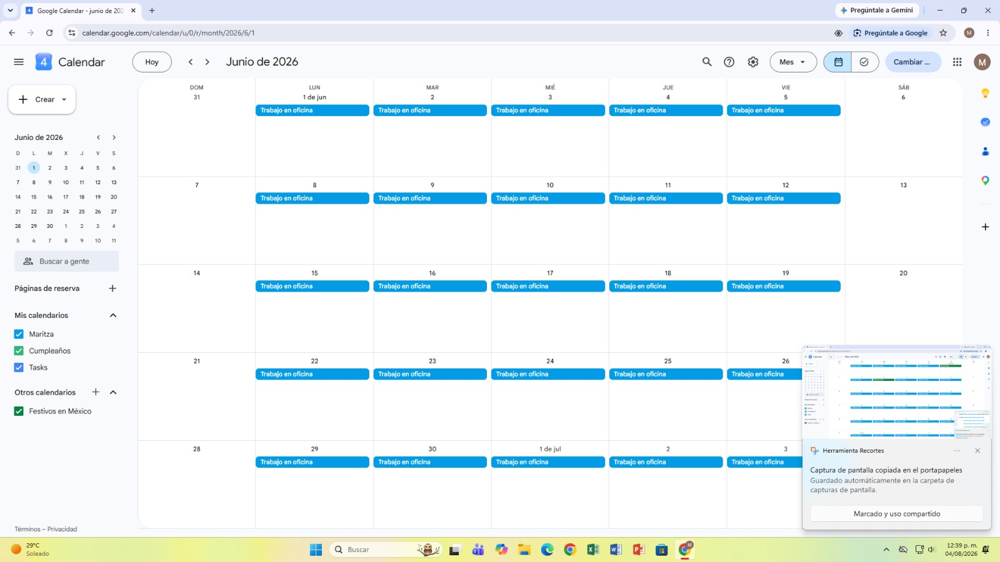 Google Calendar - junio de 202
Pregúntale a Gemini
calendar.google.com/calendar/u/0/r/month/2026/6/1
Pregúntale a Google
M
4
Calendar
Hoy
Junio de 2026
Mes
Cambiar ...
M
Crear
Junio de 2026
D L M X J V S
31 1 2 3 4 5 6
7 8 9 10 11 12 13
14 15 16 17 18 19 20
21 22 23 24 25 26 27
28 29 30 1 2 3 4
5 6 7 8 9 10 11
Buscar a gente
Páginas de reserva
Mis calendarios
Maritza
Cumpleaños
Tasks
Otros calendarios
Festivos en México
Términos – Privacidad
DOM LUN MAR MIÉ JUE VIE SÁB
31 1 de jun 2 3 4 5 6
Trabajo en oficina Trabajo en oficina Trabajo en oficina Trabajo en oficina Trabajo en oficina
7 8 9 10 11 12 13
Trabajo en oficina Trabajo en oficina Trabajo en oficina Trabajo en oficina Trabajo en oficina
14 15 16 17 18 19 20
Trabajo en oficina Trabajo en oficina Trabajo en oficina Trabajo en oficina Trabajo en oficina
21 22 23 24 25 26
Trabajo en oficina Trabajo en oficina Trabajo en oficina Trabajo en oficina Trabajo en oficina
28 29 30 1 de jul 2 3
Trabajo en oficina Trabajo en oficina Trabajo en oficina Trabajo en oficina Trabajo en oficina
Herramienta Recortes
Captura de pantalla copiada en el portapapeles
Guardado automáticamente en la carpeta de
capturas de pantalla.
Marcado y uso compartido
29°C
Soleado
Buscar
12:39 p. m.
04/08/2026